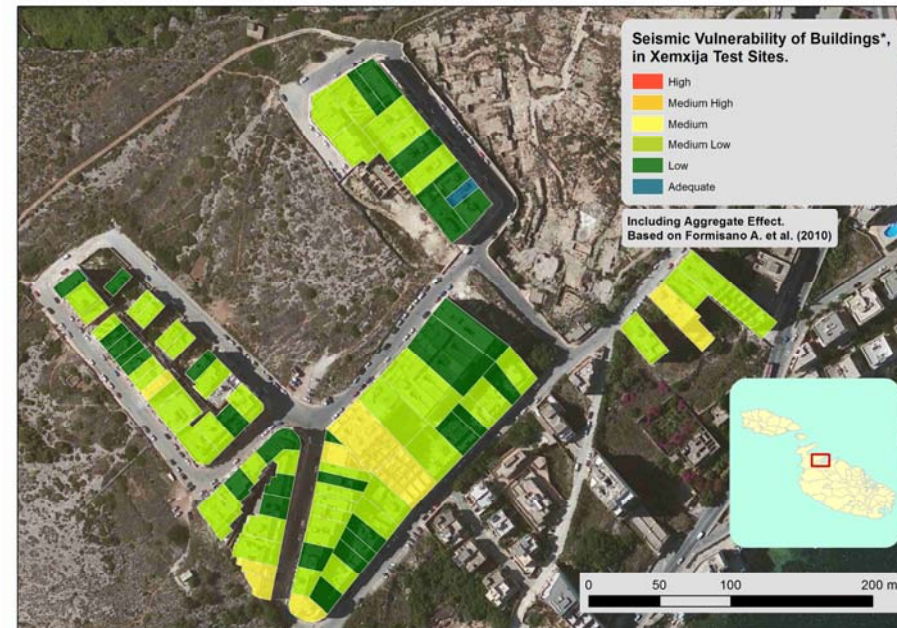 Seismic Vulnerability of Buildings*,
in Xemxija Test Sites.
High
Medium High
Medium
Medium Low
Low
Adequate
Including Aggregate Effect.
Based on Formisano A. et al. (2010)
0 50 100 200 m